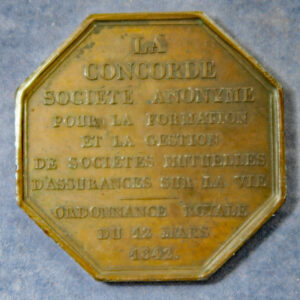 LA
CONCORDE
SOCIÉTÉ ANONYME
POUR LA FORMATION
ET LA GESTION
DE SOCIÉTÉS MUTUELLES
D'ASSURANCES SUR LA VIE
ORDONNANCE ROYALE
DU 12 MARS
1842.